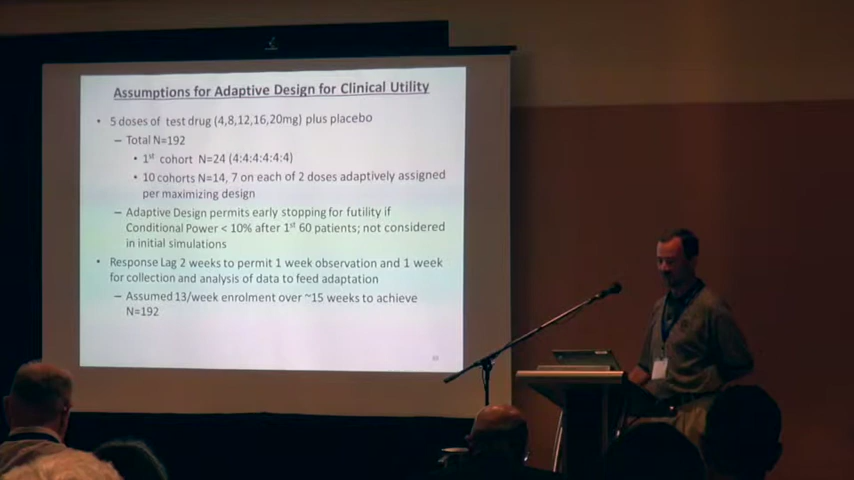 Assumptions for Adaptive Design for Clinical Utility
• 5 doses of test drug (4,8,12,16,20mg) plus placebo
– Total N=192
• 1st cohort N=24 (4:4:4:4:4:4)
• 10 cohorts N=14, 7 on each of 2 doses adaptively assigned
per maximizing design
– Adaptive Design permits early stopping for futility if
Conditional Power < 10% after 1st 60 patients; not considered
in initial simulations
• Response Lag 2 weeks to permit 1 week observation and 1 week
for collection and analysis of data to feed adaptation
– Assumed 13/week enrolment over ~15 weeks to achieve
N=192